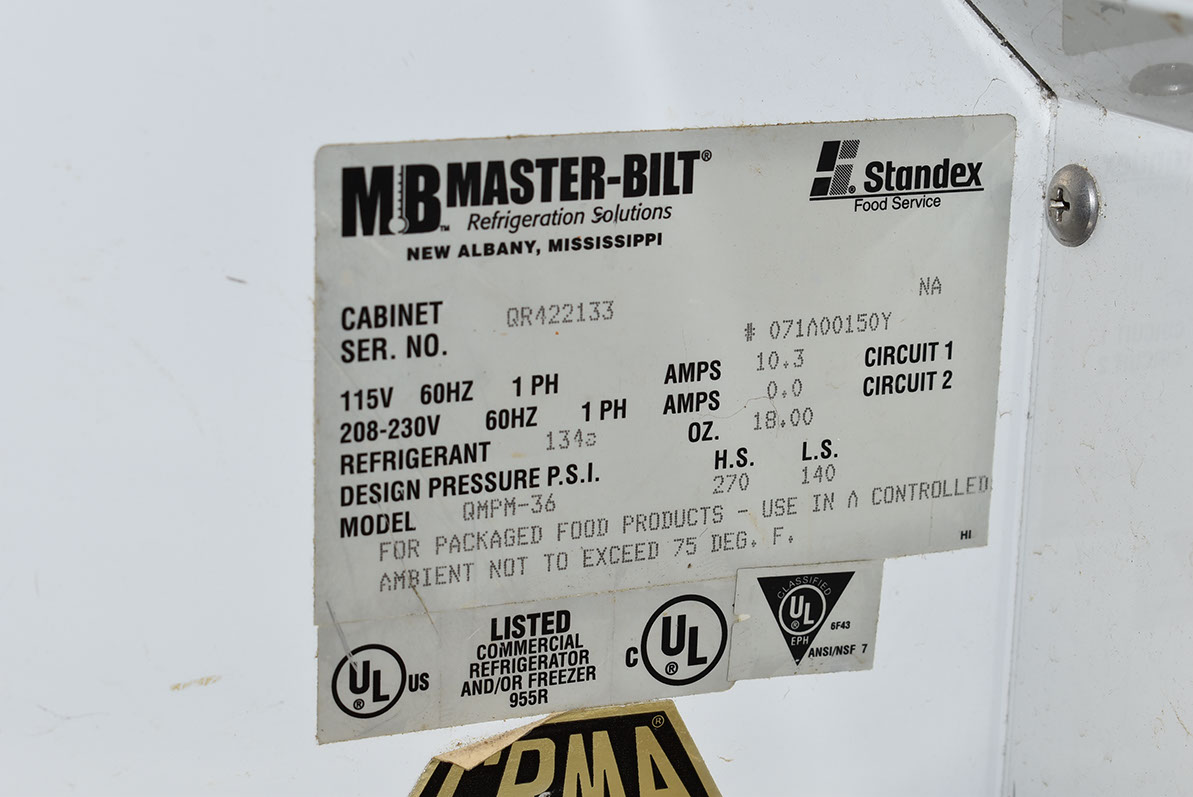 MB™ MASTER-BILT®
Refrigeration Solutions
NEW ALBANY, MISSISSIPPI
Standex
Food Service
NA
CABINET QR422133
SER. NO. # 071A00150Y
115V 60HZ 1 PH AMPS 10.3 CIRCUIT 1
208-230V 60HZ 1 PH AMPS 0.0 CIRCUIT 2
REFRIGERANT 134a OZ. 18.00
DESIGN PRESSURE P.S.I. H.S. 270 L.S. 140
MODEL QMPM-36
FOR PACKAGED FOOD PRODUCTS - USE IN A CONTROLLED
AMBIENT NOT TO EXCEED 75 DEG. F.
HI
UL® US
LISTED
COMMERCIAL
REFRIGERATOR
AND/OR FREEZER
955R
C UL®
CLASSIFIED
UL®
EPH
6F43
ANSI/NSF 7
CRMA®